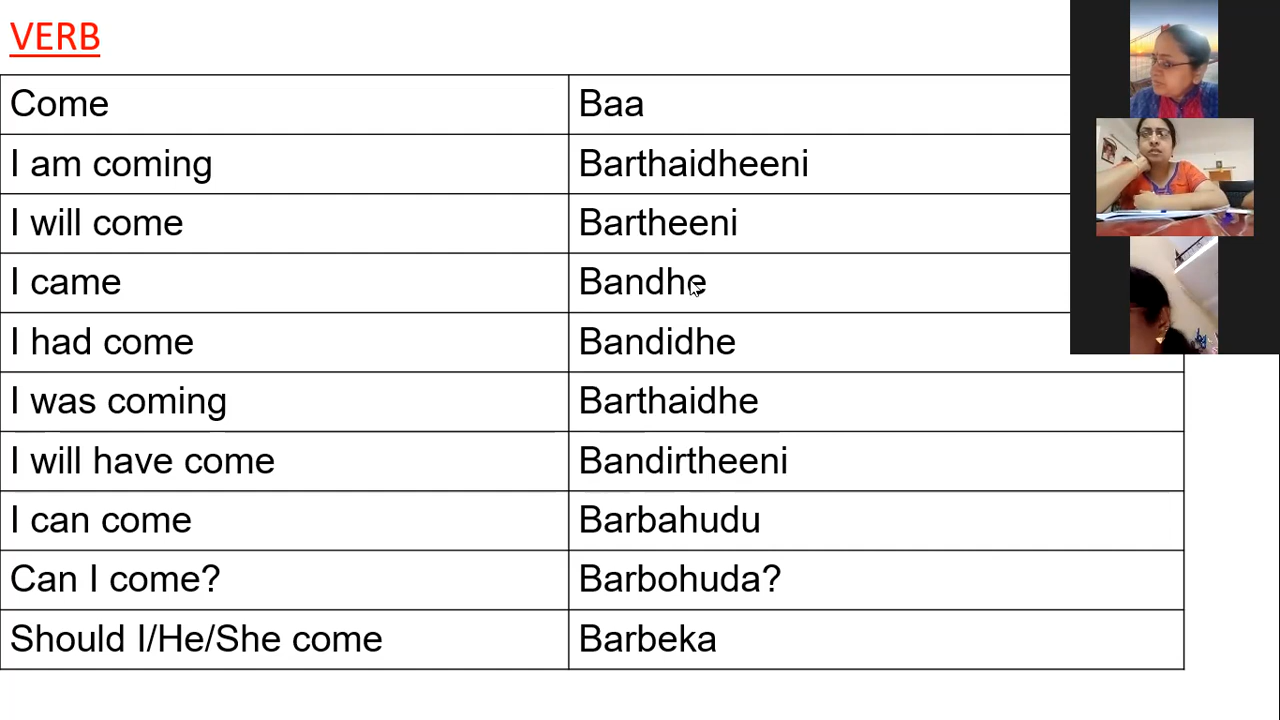 VERB
Come Baa
I am coming Barthaidheeni
I will come Bartheeni
I came Bandhe
I had come Bandidhe
I was coming Barthaidhe
I will have come Bandirtheeni
I can come Barbahudu
Can I come? Barbohuda?
Should I/He/She come Barbeka